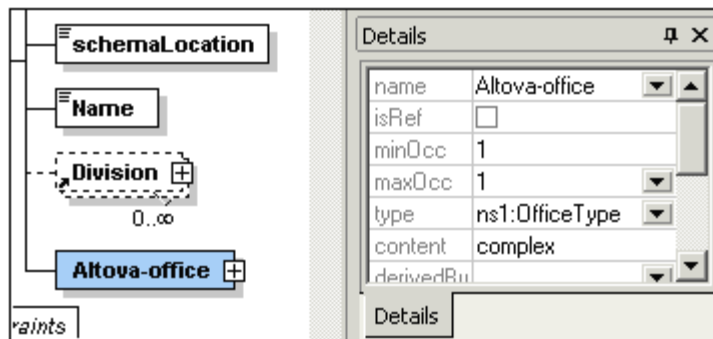 schemaLocation
Name
Division
0..∞
Altova-office
raints
Details
name Altova-office
isRef
minOcc 1
maxOcc 1
type ns1:OfficeType
content complex
derivedBy
Details